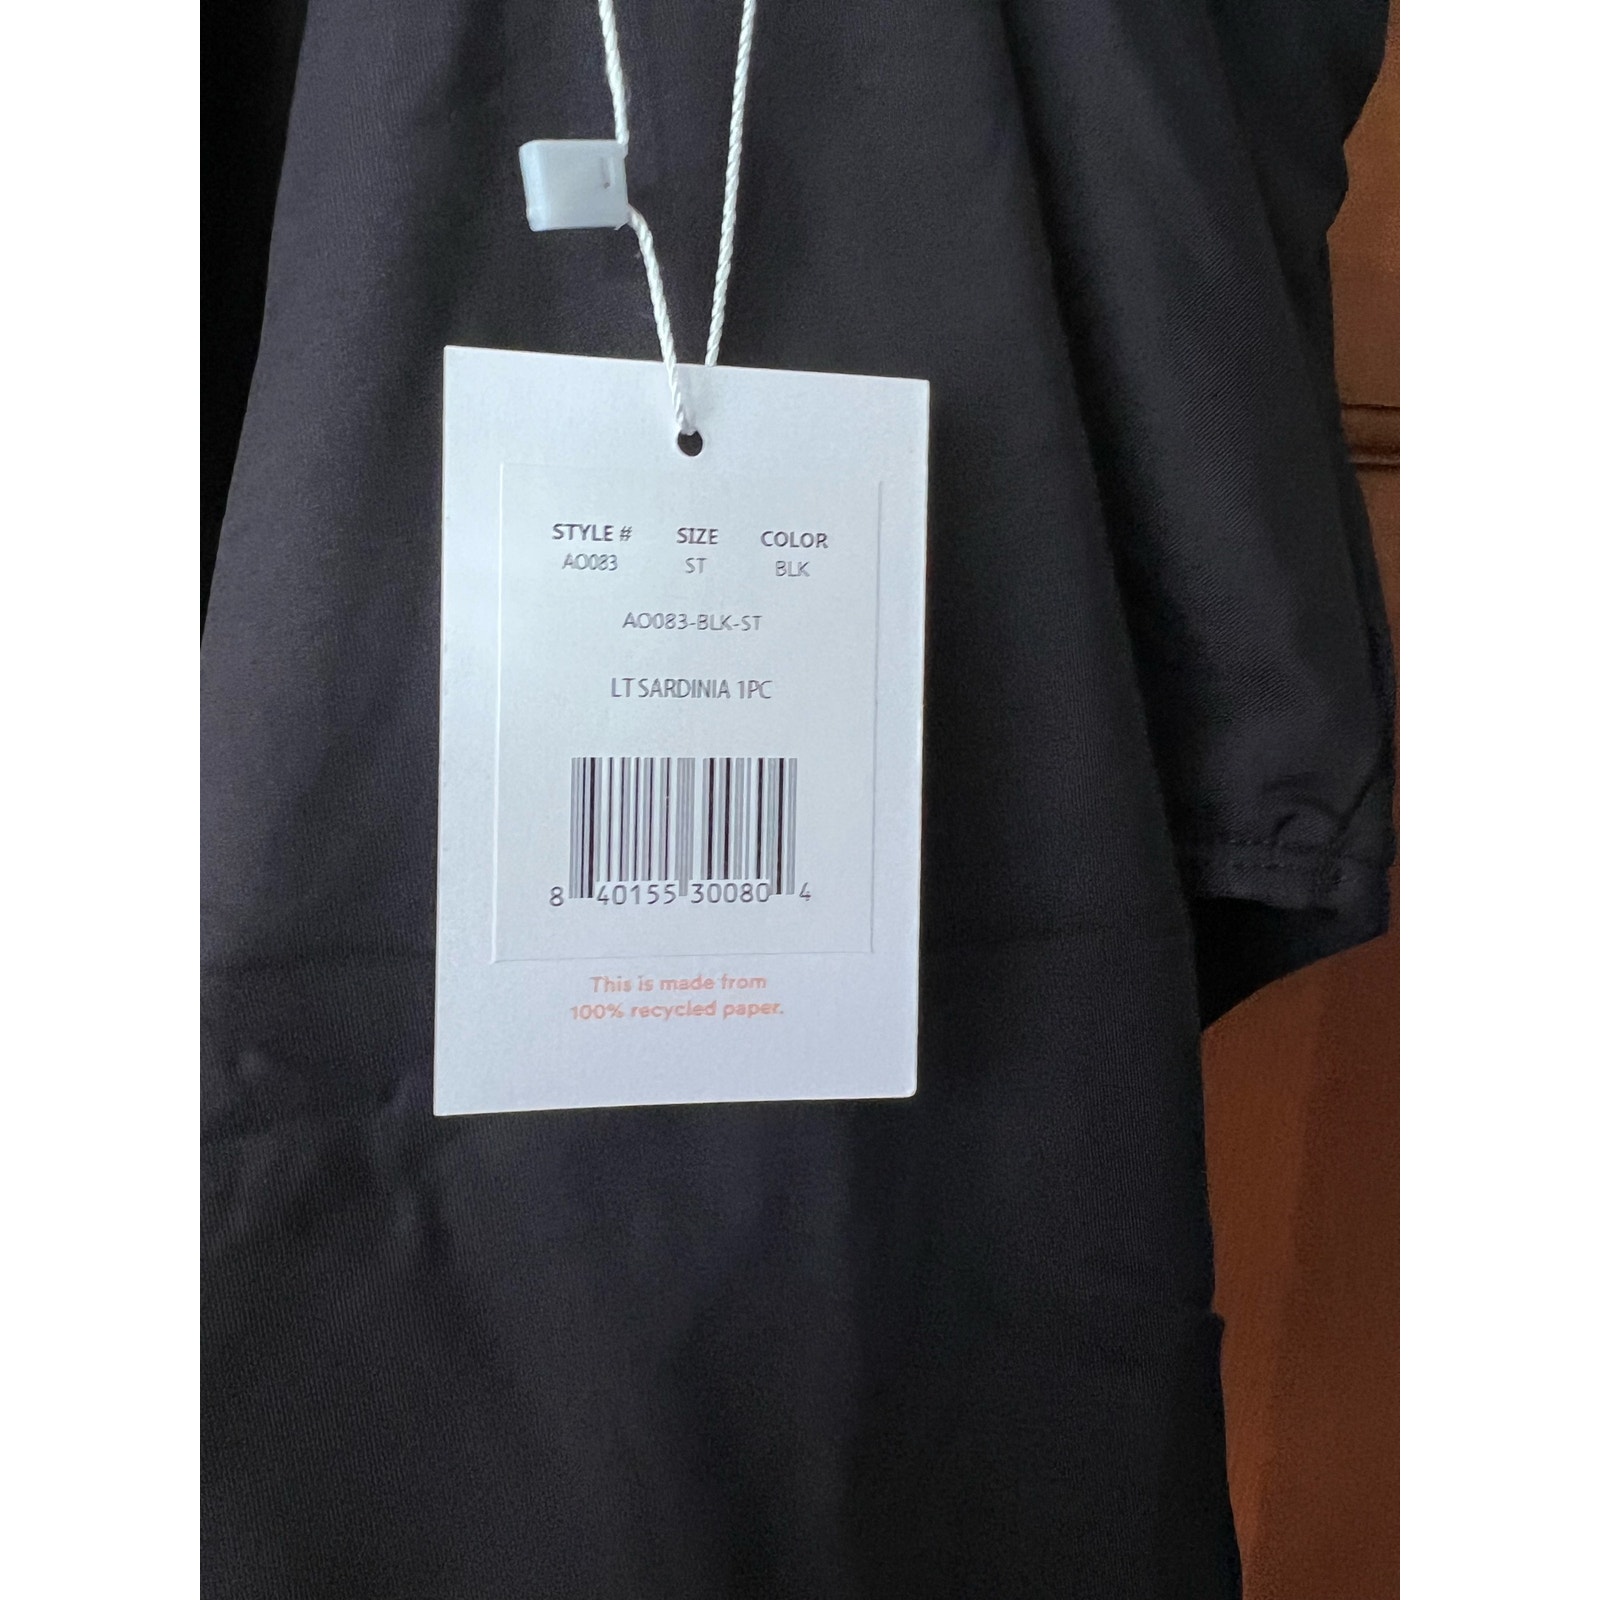 STYLE # SIZE COLOR
AO083 ST BLK
AO083-BLK-ST
LT SARDINIA 1PC
8 40155 30080 4
This is made from
100% recycled paper.